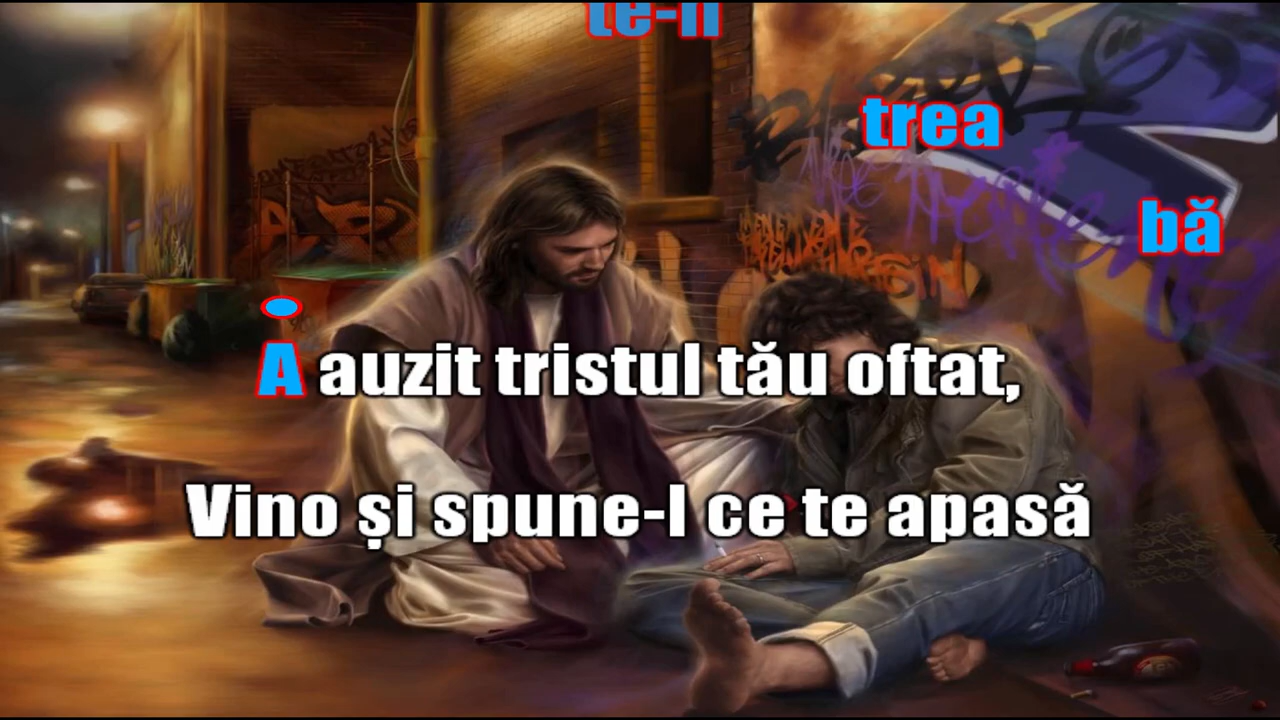 trea
bă
A auzit tristul tău oftat,
Vino și spune-I ce te apasă